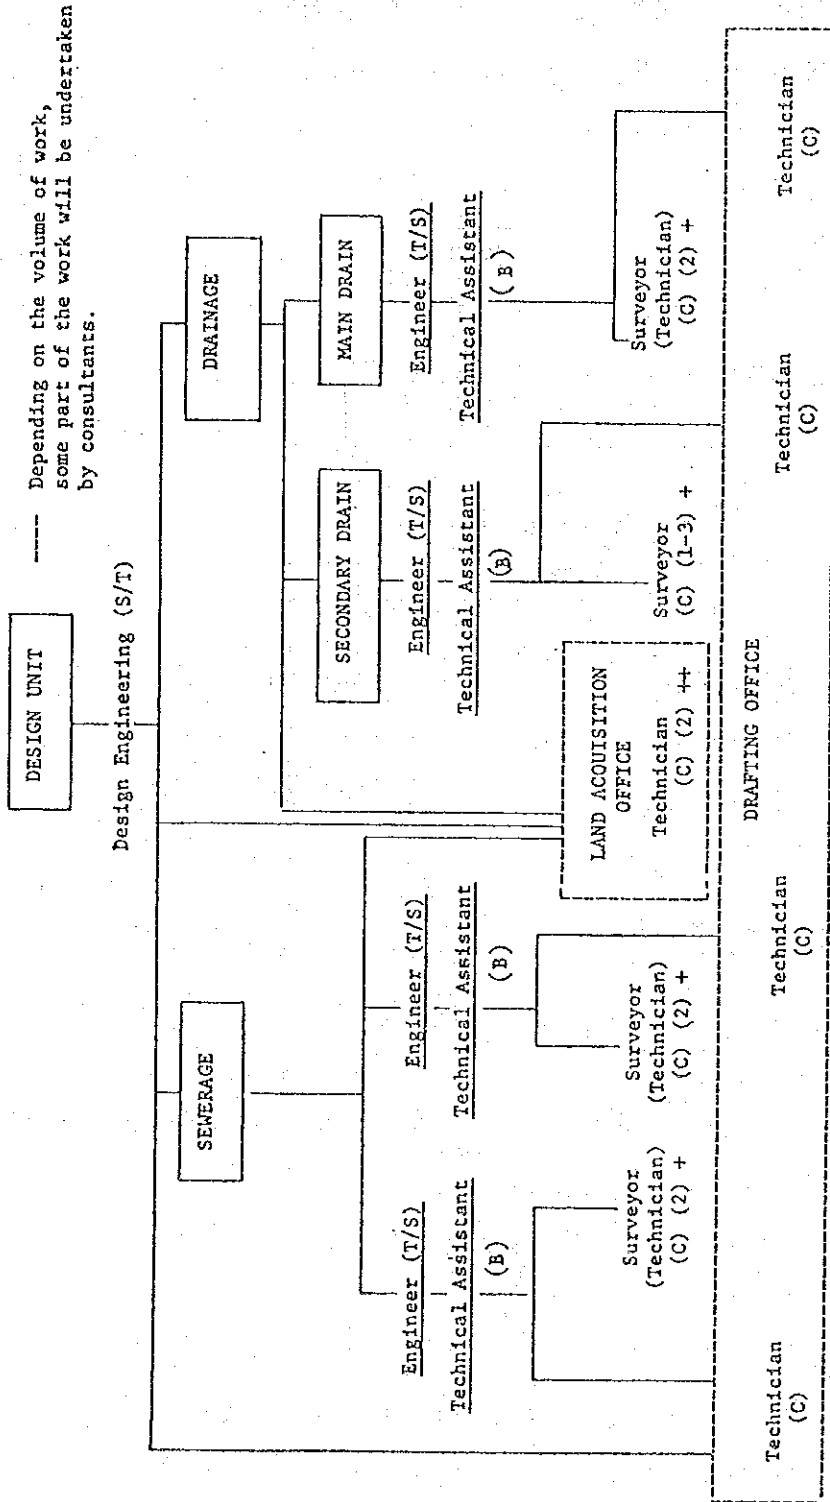 DESIGN UNIT
---- Depending on the volume of work,
some part of the work will be undertaken
by consultants.
Design Engineering (S/T)
SEWERAGE
DRAINAGE
SECONDARY DRAIN
MAIN DRAIN
Engineer (T/S)
Technical Assistant
(B)
Engineer (T/S)
Technical Assistant
(B)
Engineer (T/S)
Technical Assistant
(B)
Engineer (T/S)
Technical Assistant
(B)
Surveyor
(Technician)
(C) (2) +
Surveyor
(Technician)
(C) (2) +
LAND ACQUISITION
OFFICE
Technician
(C) (2) ++
Surveyor
(C) (1-3) +
Surveyor
(Technician)
(C) (2) +
DRAFTING OFFICE
Technician
(C)
Technician
(C)
Technician
(C)
Technician
(C)